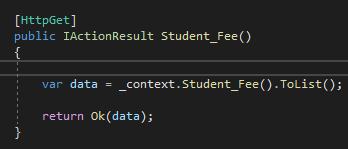 [HttpGet]
public IActionResult Student_Fee()
{
var data = _context.Student_Fee().ToList();
return Ok(data);
}